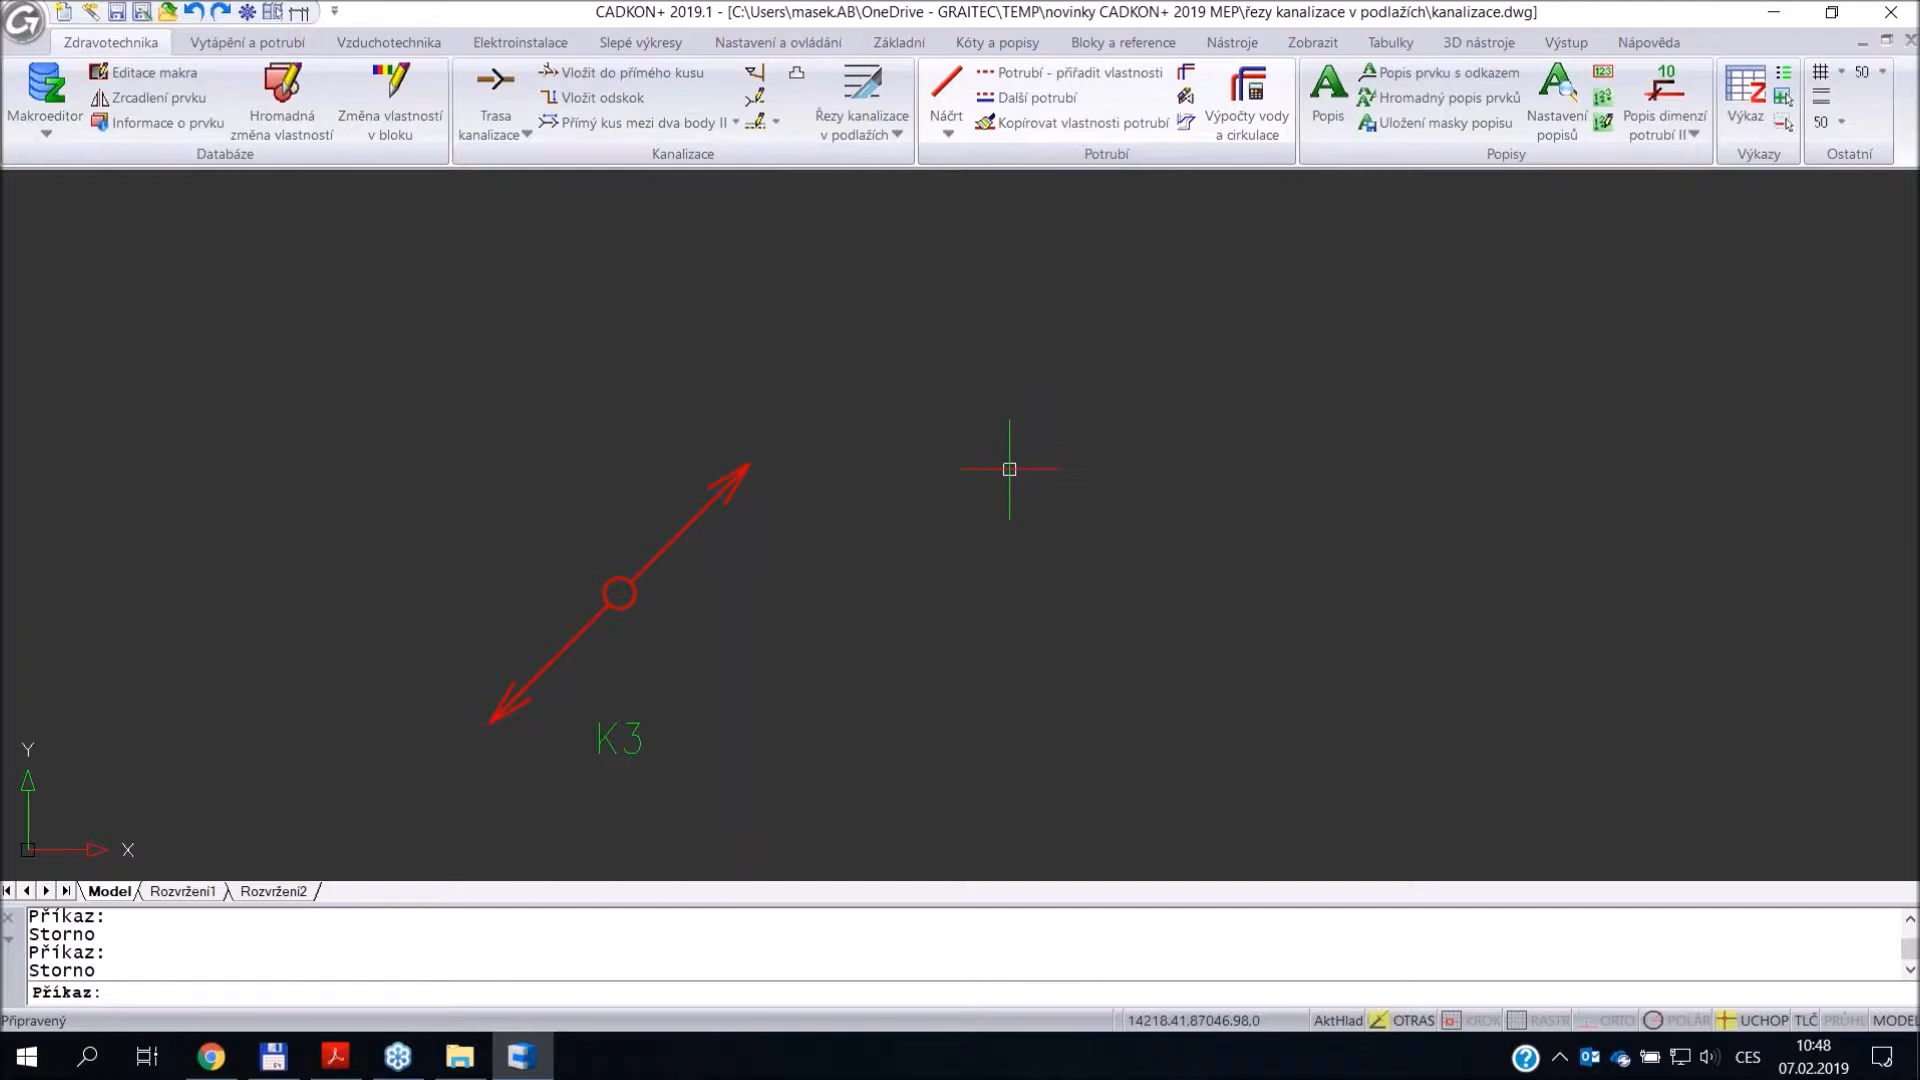 CADKON+ 2019.1 - [C:\Users\masek.AB\OneDrive - GRAITEC\TEMP\novinky CADKON+ 2019 MEP\řezy kanalizace v podlažích\kanalizace.dwg]
Zdravotechnika Vytápění a potrubí Vzduchotechnika Elektroinstalace Slepé výkresy Nastavení a ovládání Základní Kóty a popisy Bloky a reference Nástroje Zobrazit Tabulky 3D nástroje Výstup Nápověda
Makroeditor
Editace makra
Zrcadlení prvku
Informace o prvku
Hromadná
změna vlastností
Změna vlastností
v bloku
Databáze
Trasa
kanalizace
Vložit do přímého kusu
Vložit odskok
Přímý kus mezi dva body II
Řezy kanalizace
v podlažích
Kanalizace
Náčrt
Potrubí - přiřadit vlastnosti
Další potrubí
Kopírovat vlastnosti potrubí
Výpočty vody
a cirkulace
Potrubí
Popis
Popis prvku s odkazem
Hromadný popis prvků
Uložení masky popisu
Nastavení
popisů
123
10
Popis dimenzí
potrubí II
Popisy
Výkaz
Výkazy
50
50
Ostatní
K3
Y
X
Model Rozvržení1 Rozvržení2
Příkaz:
Storno
Příkaz:
Storno
Příkaz:
Připravený
14218.41,87046.98,0 AktHlad OTRAS KROK RASTR ORTO POLÁR UCHOP TLČ PRŮHL MODEL
CES
10:48
07.02.2019